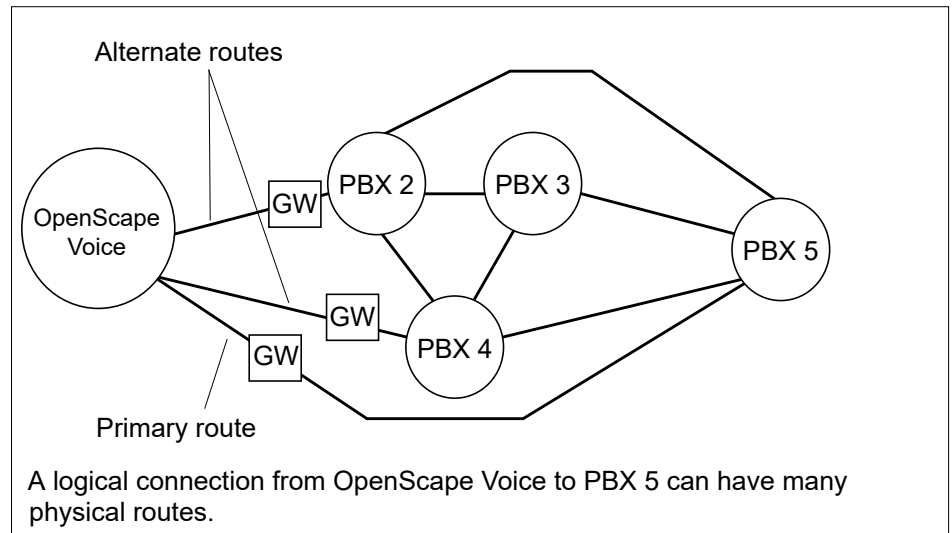 Alternate routes
PBX 2
PBX 3
GW
OpenScape
Voice
PBX 5
GW
PBX 4
GW
Primary route
A logical connection from OpenScape Voice to PBX 5 can have many
physical routes.